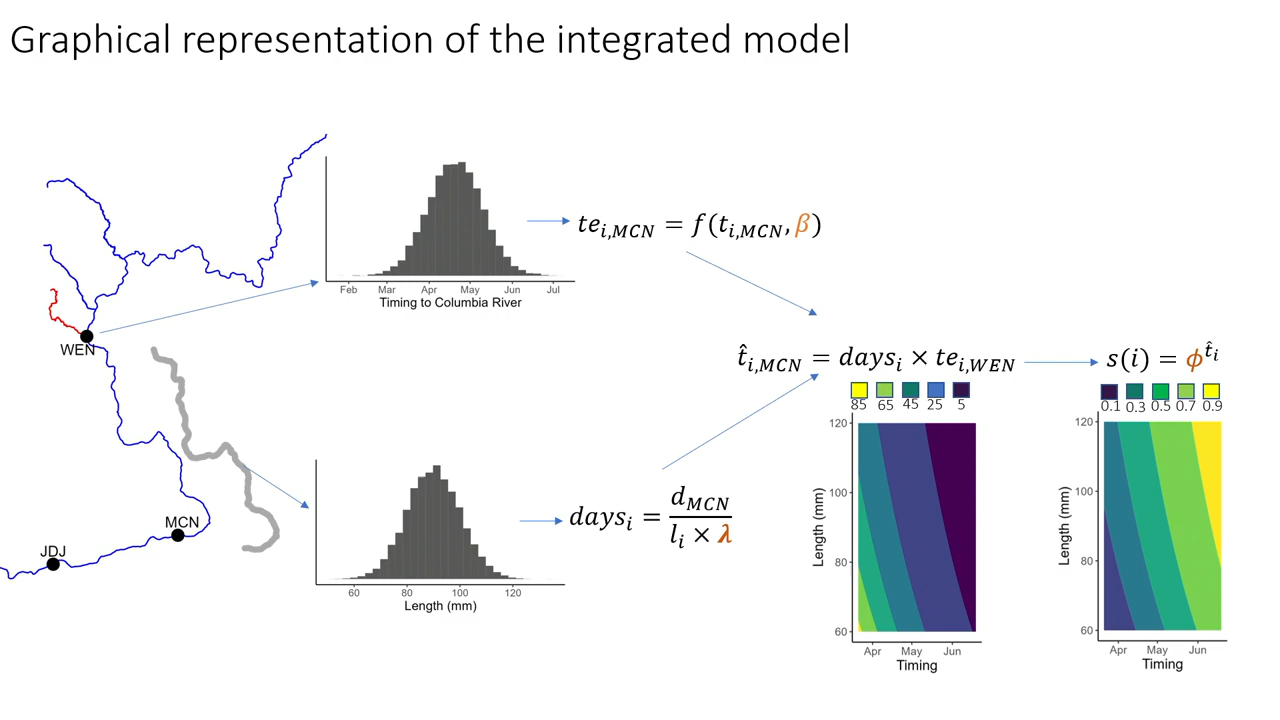 Graphical representation of the integrated model
WEN
MCN
JDJ
Feb Mar Apr May Jun Jul
Timing to Columbia River
te_{i,MCN} = f(t_{i,MCN}, β)
60 80 100 120
Length (mm)
days_i = d_{MCN} / (l_i × λ)
t̂_{i,MCN} = days_i × te_{i,WEN}
85 65 45 25 5
120
100
80
60
Length (mm)
Apr May Jun
Timing
s(i) = ϕ^{t̂_i}
0.1 0.3 0.5 0.7 0.9
120
100
80
60
Length (mm)
Apr May Jun
Timing